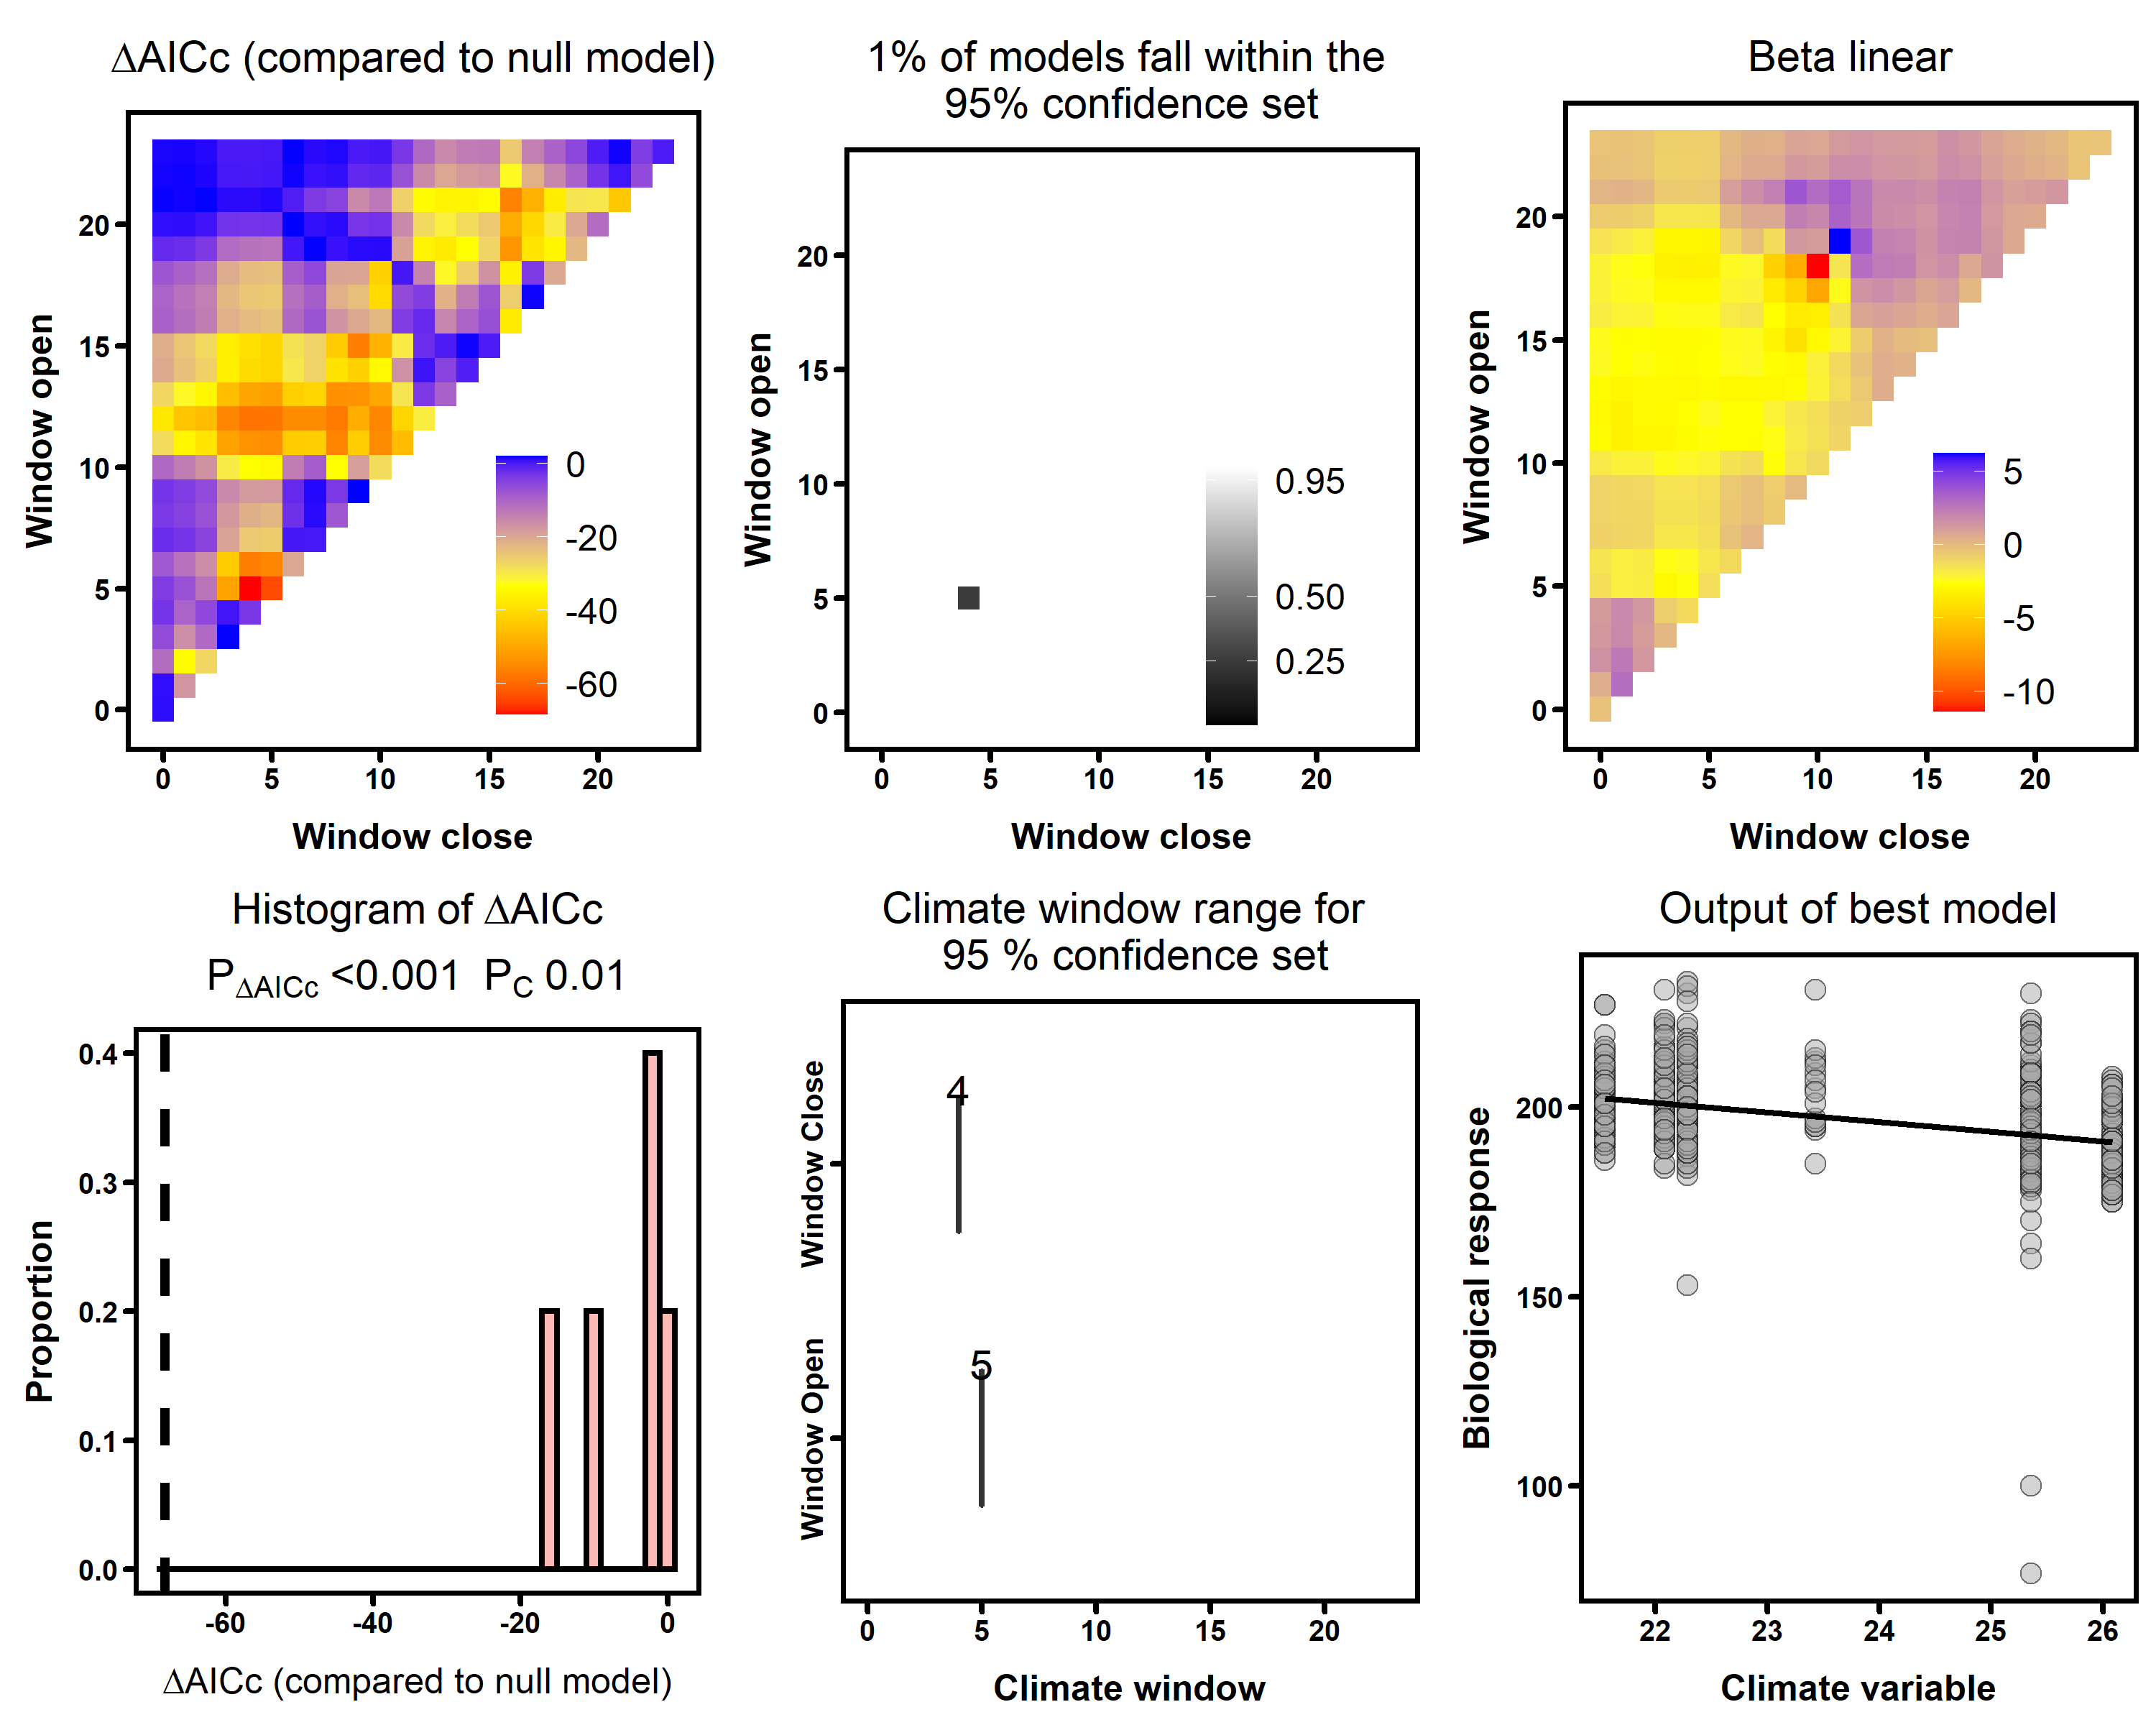 ΔAICc (compared to null model)
Window open
20
15
10
5
0
0
-20
-40
-60
0 5 10 15 20
Window close
1% of models fall within the
95% confidence set
Window open
20
15
10
5
0
0.95
0.50
0.25
0 5 10 15 20
Window close
Beta linear
Window open
20
15
10
5
0
5
0
-5
-10
0 5 10 15 20
Window close
Histogram of ΔAICc
PΔAICc <0.001 PC 0.01
Proportion
0.4
0.3
0.2
0.1
0.0
-60 -40 -20 0
ΔAICc (compared to null model)
Climate window range for
95 % confidence set
Window Close
4
Window Open
5
0 5 10 15 20
Climate window
Output of best model
Biological response
200
150
100
22 23 24 25 26
Climate variable